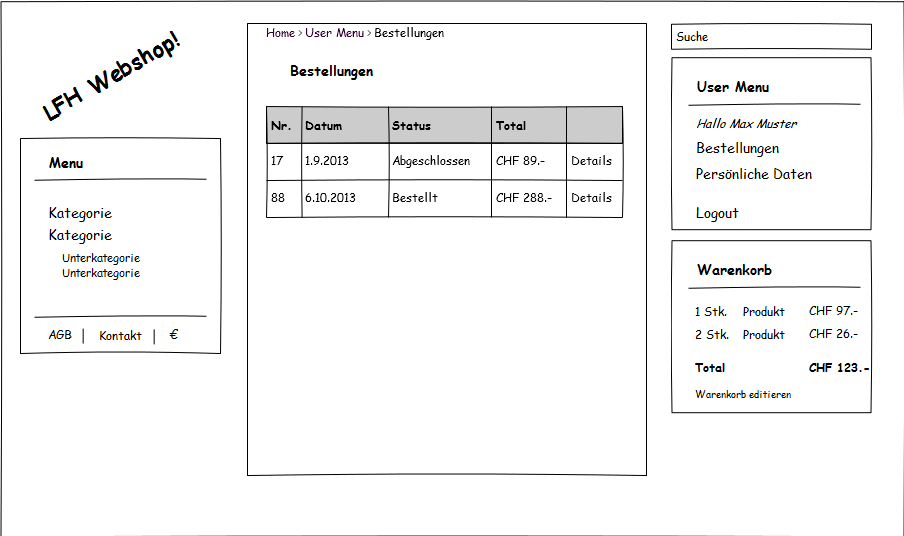 LFH Webshop!
Menu
Kategorie
Kategorie
Unterkategorie
Unterkategorie
AGB | Kontakt | €
Home > User Menu > Bestellungen
Bestellungen
Nr. Datum Status Total
17 1.9.2013 Abgeschlossen CHF 89.- Details
88 6.10.2013 Bestellt CHF 288.- Details
Suche
User Menu
Hallo Max Muster
Bestellungen
Persönliche Daten
Logout
Warenkorb
1 Stk. Produkt CHF 97.-
2 Stk. Produkt CHF 26.-
Total CHF 123.-
Warenkorb editieren